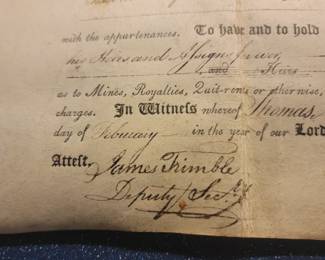 with the appurtenances. To have and to hold
his Heirs and Assigns forever,
and Heirs
as to Mines, Royalties, Quit-rents or otherwise,
charges. In Witness whereof Thomas
day of February in the year of our Lord
Attest.
James Trimble
Deputy Secy